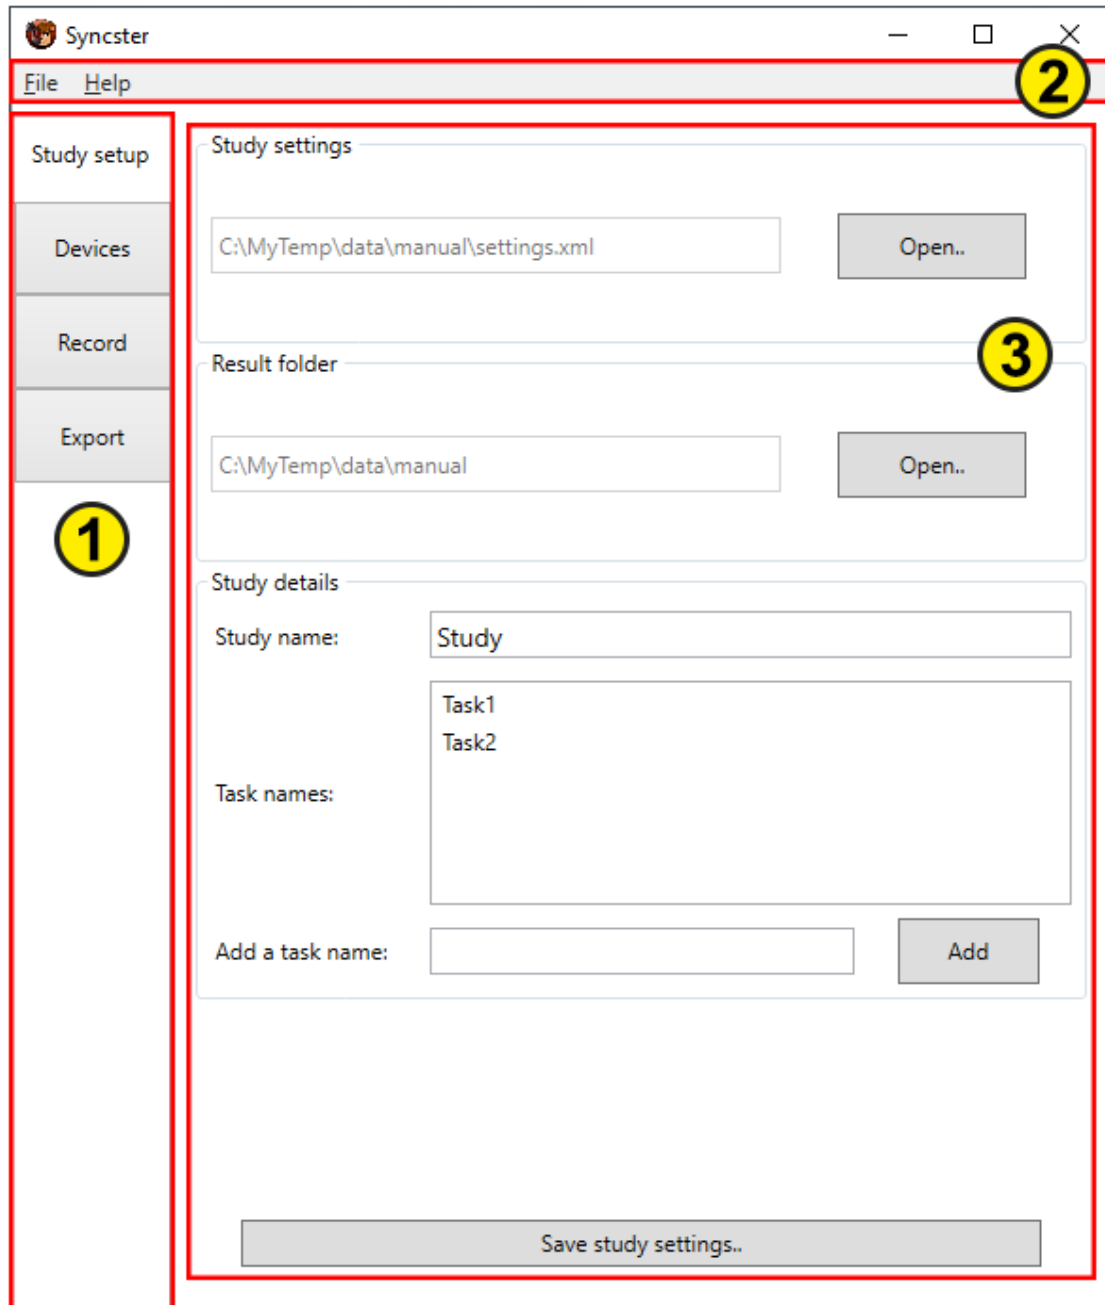 Syncster
File Help
2
Study setup
Devices
Record
Export
1
Study settings
C:\MyTemp\data\manual\settings.xml
Open..
3
Result folder
C:\MyTemp\data\manual
Open..
Study details
Study name:
Study
Task names:
Task1
Task2
Add a task name:
Add
Save study settings..